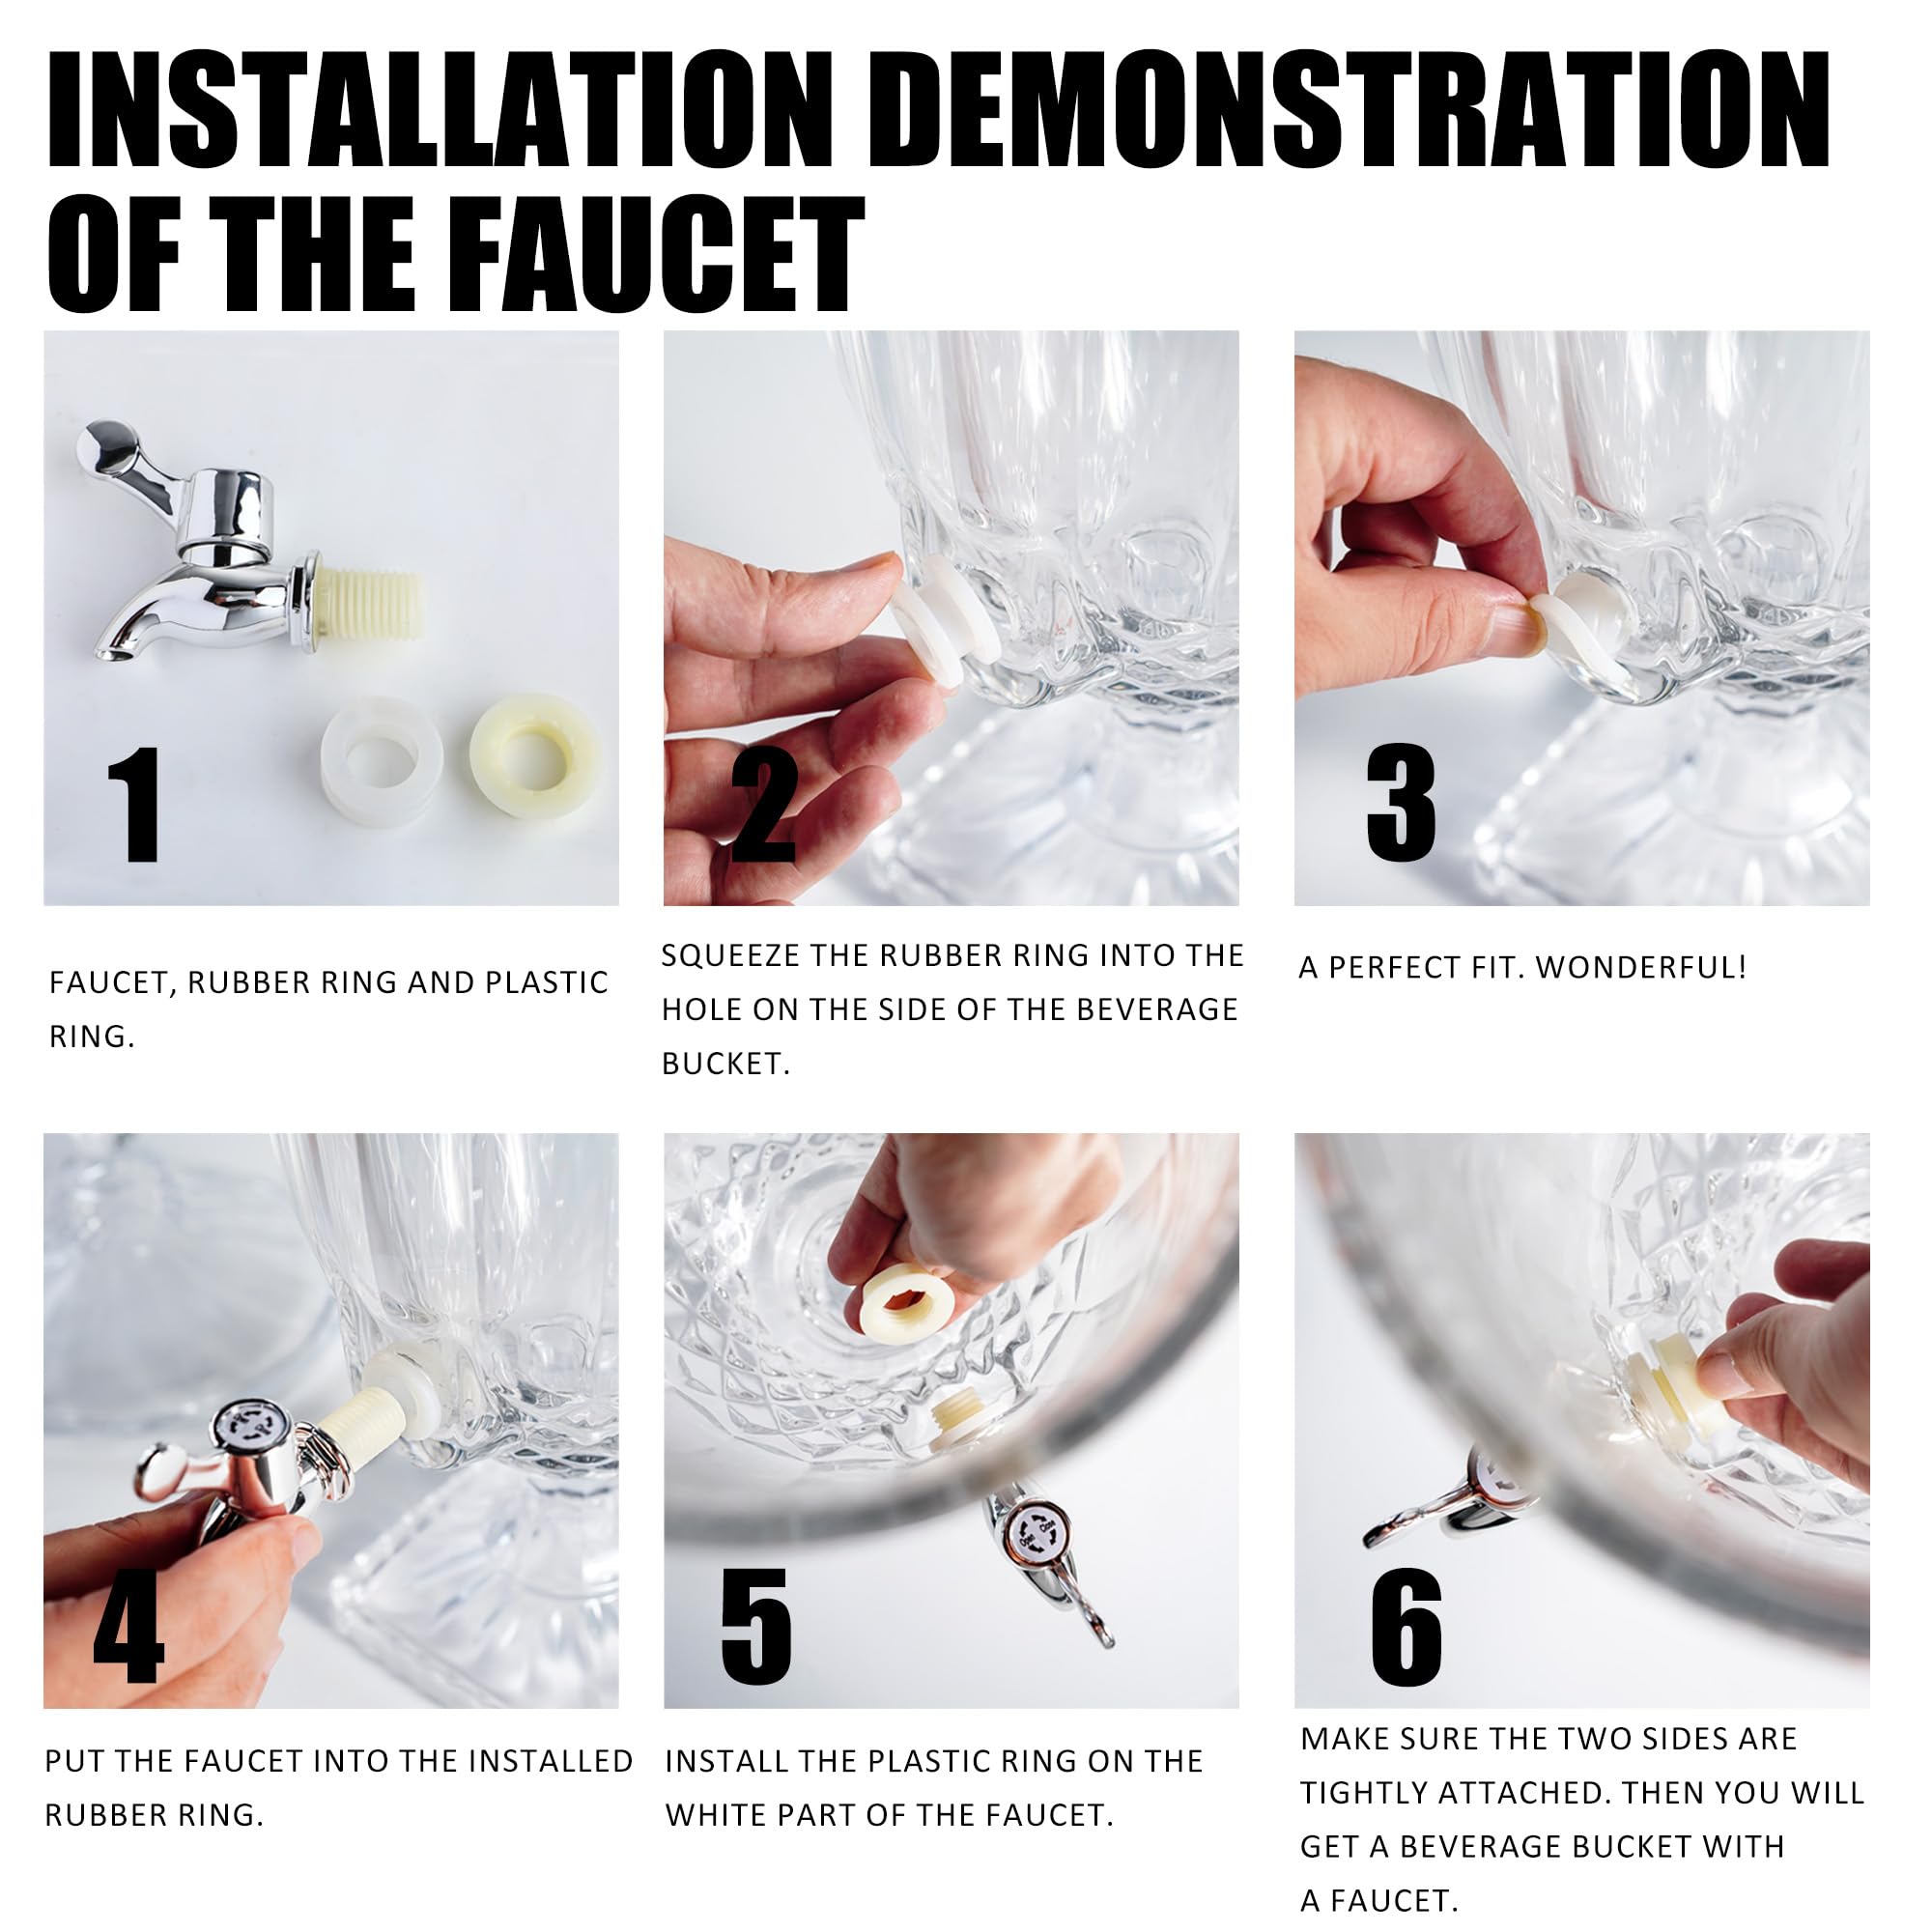 INSTALLATION DEMONSTRATION
OF THE FAUCET
1
2
3
FAUCET, RUBBER RING AND PLASTIC
RING.
SQUEEZE THE RUBBER RING INTO THE
HOLE ON THE SIDE OF THE BEVERAGE
BUCKET.
A PERFECT FIT. WONDERFUL!
4
5
Open
Close
6
PUT THE FAUCET INTO THE INSTALLED
RUBBER RING.
INSTALL THE PLASTIC RING ON THE
WHITE PART OF THE FAUCET.
MAKE SURE THE TWO SIDES ARE
TIGHTLY ATTACHED. THEN YOU WILL
GET A BEVERAGE BUCKET WITH
A FAUCET.